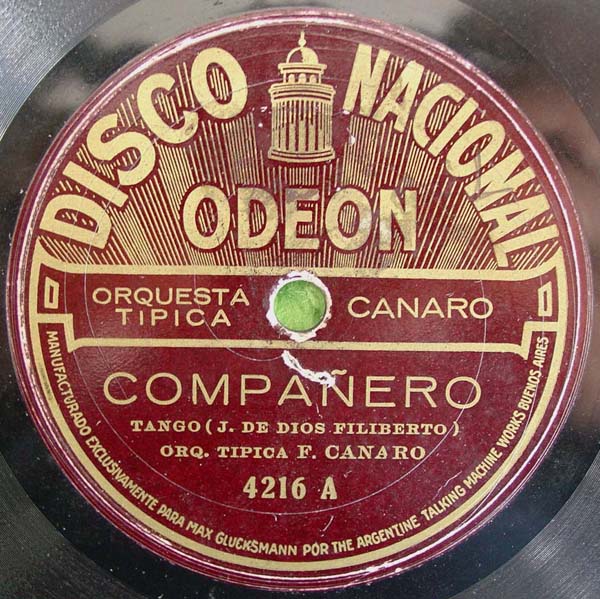 DISCO NACIONAL
ODEON
ORQUESTA TIPICA
CANARO
COMPAÑERO
TANGO (J. DE DIOS FILIBERTO)
ORQ. TIPICA F. CANARO
4216 A
MANUFACTURADO EXCLUSIVAMENTE PARA MAX GLUCKSMANN POR THE ARGENTINE TALKING MACHINE WORKS BUENOS AIRES